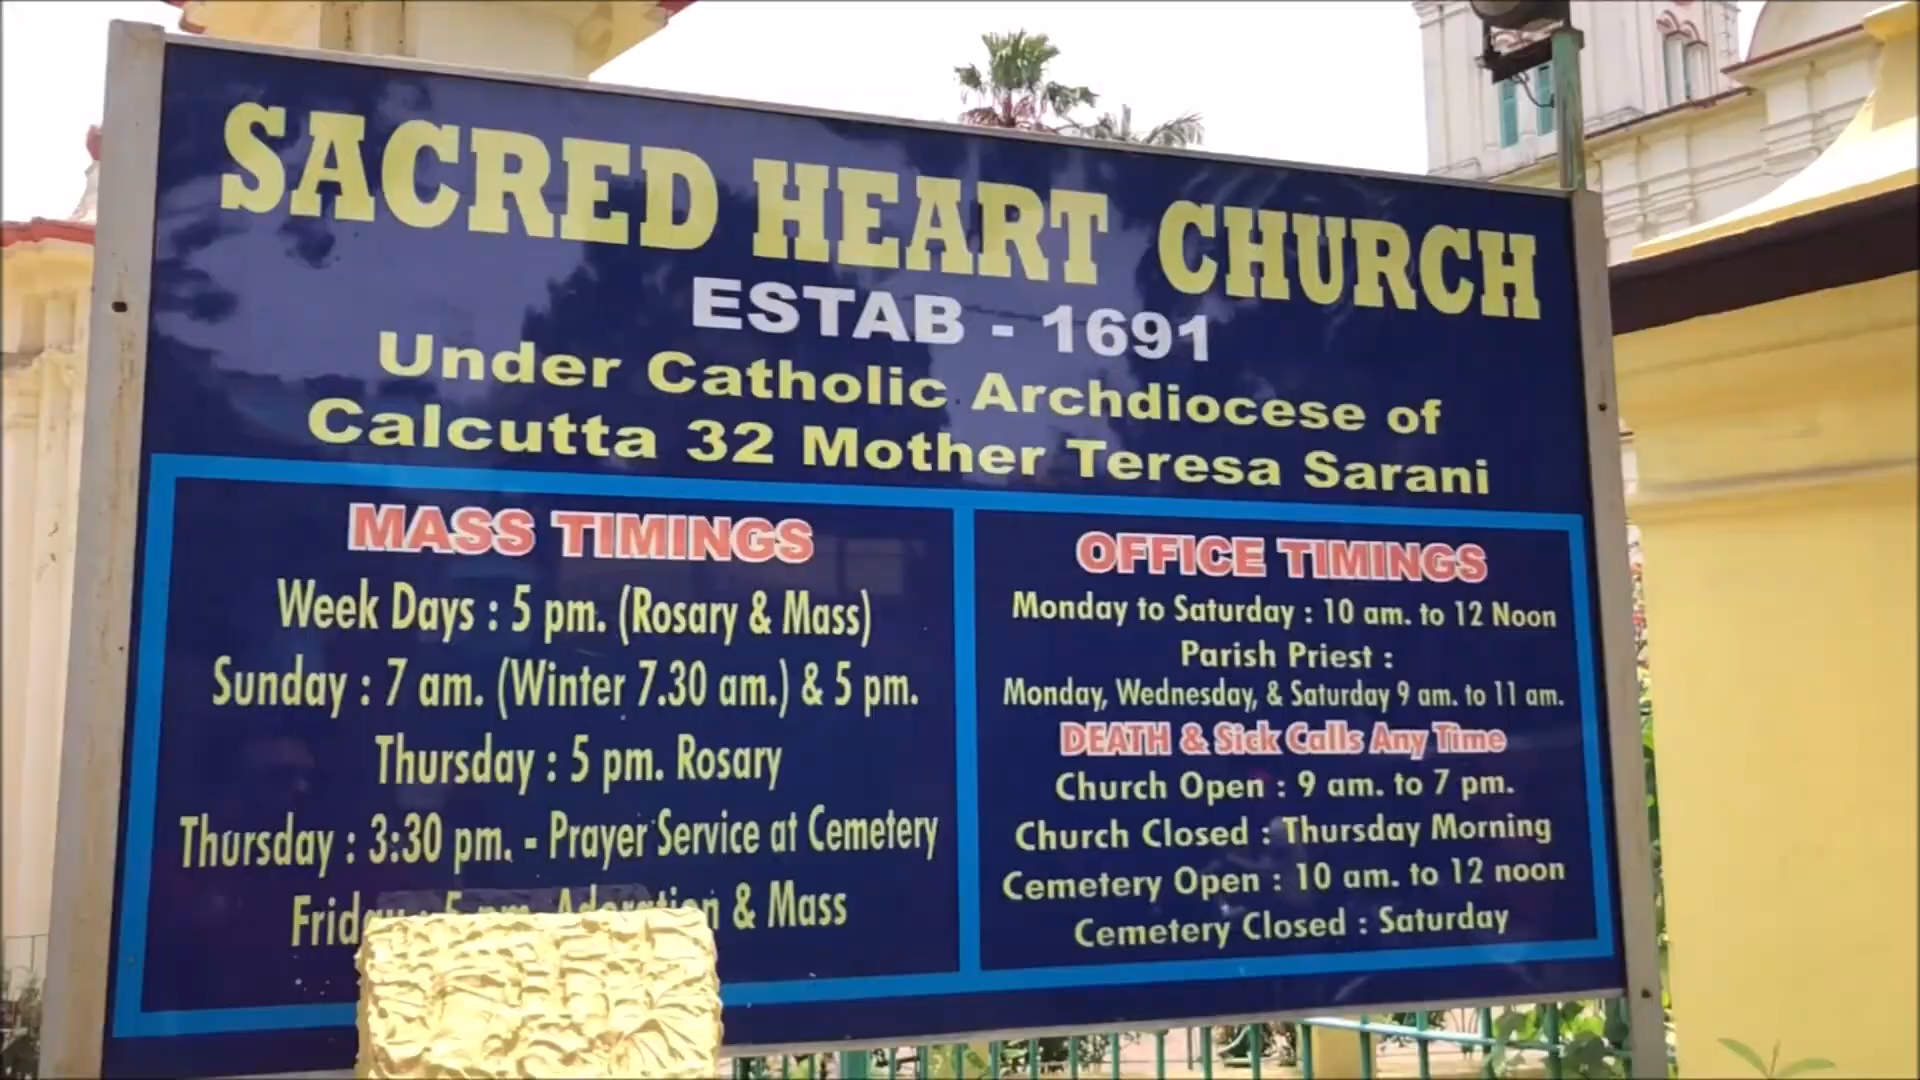 SACRED HEART CHURCH
ESTAB - 1691
Under Catholic Archdiocese of
Calcutta 32 Mother Teresa Sarani
MASS TIMINGS
Week Days : 5 pm. (Rosary & Mass)
Sunday : 7 am. (Winter 7.30 am.) & 5 pm.
Thursday : 5 pm. Rosary
Thursday : 3:30 pm. - Prayer Service at Cemetery
Friday : 5 pm. Adoration & Mass
OFFICE TIMINGS
Monday to Saturday : 10 am. to 12 Noon
Parish Priest :
Monday, Wednesday, & Saturday 9 am. to 11 am.
DEATH & Sick Calls Any Time
Church Open : 9 am. to 7 pm.
Church Closed : Thursday Morning
Cemetery Open : 10 am. to 12 noon
Cemetery Closed : Saturday